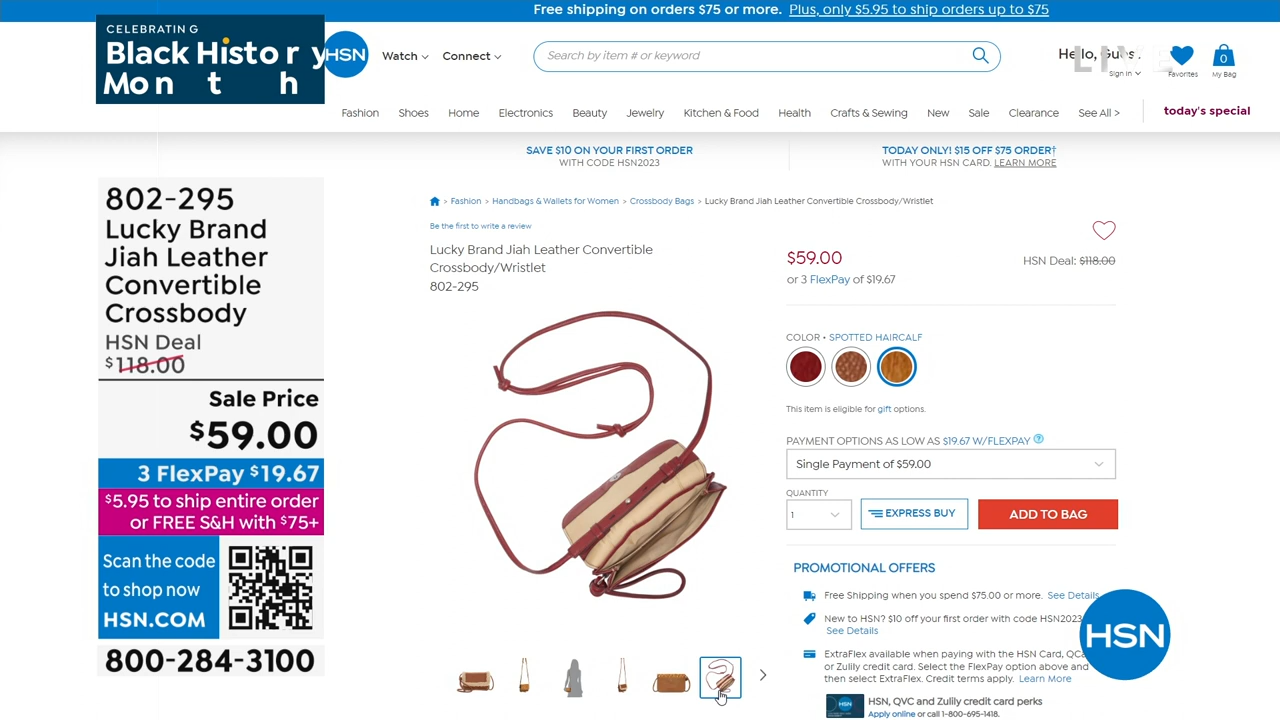 Free shipping on orders $75 or more. Plus, only $5.95 to ship orders up to $75
CELEBRATING
Black History
Month
HSN
Watch
Connect
Search by item # or keyword
Hello, Gues
Sign In
LIVE
Favorites
0
My Bag
Fashion Shoes Home Electronics Beauty Jewelry Kitchen & Food Health Crafts & Sewing New Sale Clearance See All > today's special
SAVE $10 ON YOUR FIRST ORDER
WITH CODE HSN2023
TODAY ONLY! $15 OFF $75 ORDER†
WITH YOUR HSN CARD. LEARN MORE
802-295
Lucky Brand
Jiah Leather
Convertible
Crossbody
HSN Deal
$118.00
Sale Price
$59.00
3 FlexPay $19.67
$5.95 to ship entire order
or FREE S&H with $75+
Scan the code
to shop now
HSN.COM
800-284-3100
> Fashion > Handbags & Wallets for Women > Crossbody Bags > Lucky Brand Jiah Leather Convertible Crossbody/Wristlet
Be the first to write a review
Lucky Brand Jiah Leather Convertible
Crossbody/Wristlet
802-295
$59.00
HSN Deal: $118.00
or 3 FlexPay of $19.67
COLOR • SPOTTED HAIRCALF
This item is eligible for gift options.
PAYMENT OPTIONS AS LOW AS $19.67 W/FLEXPAY ?
Single Payment of $59.00
QUANTITY
1
EXPRESS BUY
ADD TO BAG
PROMOTIONAL OFFERS
Free Shipping when you spend $75.00 or more. See Details
New to HSN? $10 off your first order with code HSN2023
See Details
ExtraFlex available when paying with the HSN Card, QC
or Zulily credit card. Select the FlexPay option above and
then select ExtraFlex. Credit terms apply. Learn More
HSN
HSN
HSN, QVC and Zulily credit card perks
Apply online or call 1-800-695-1418.